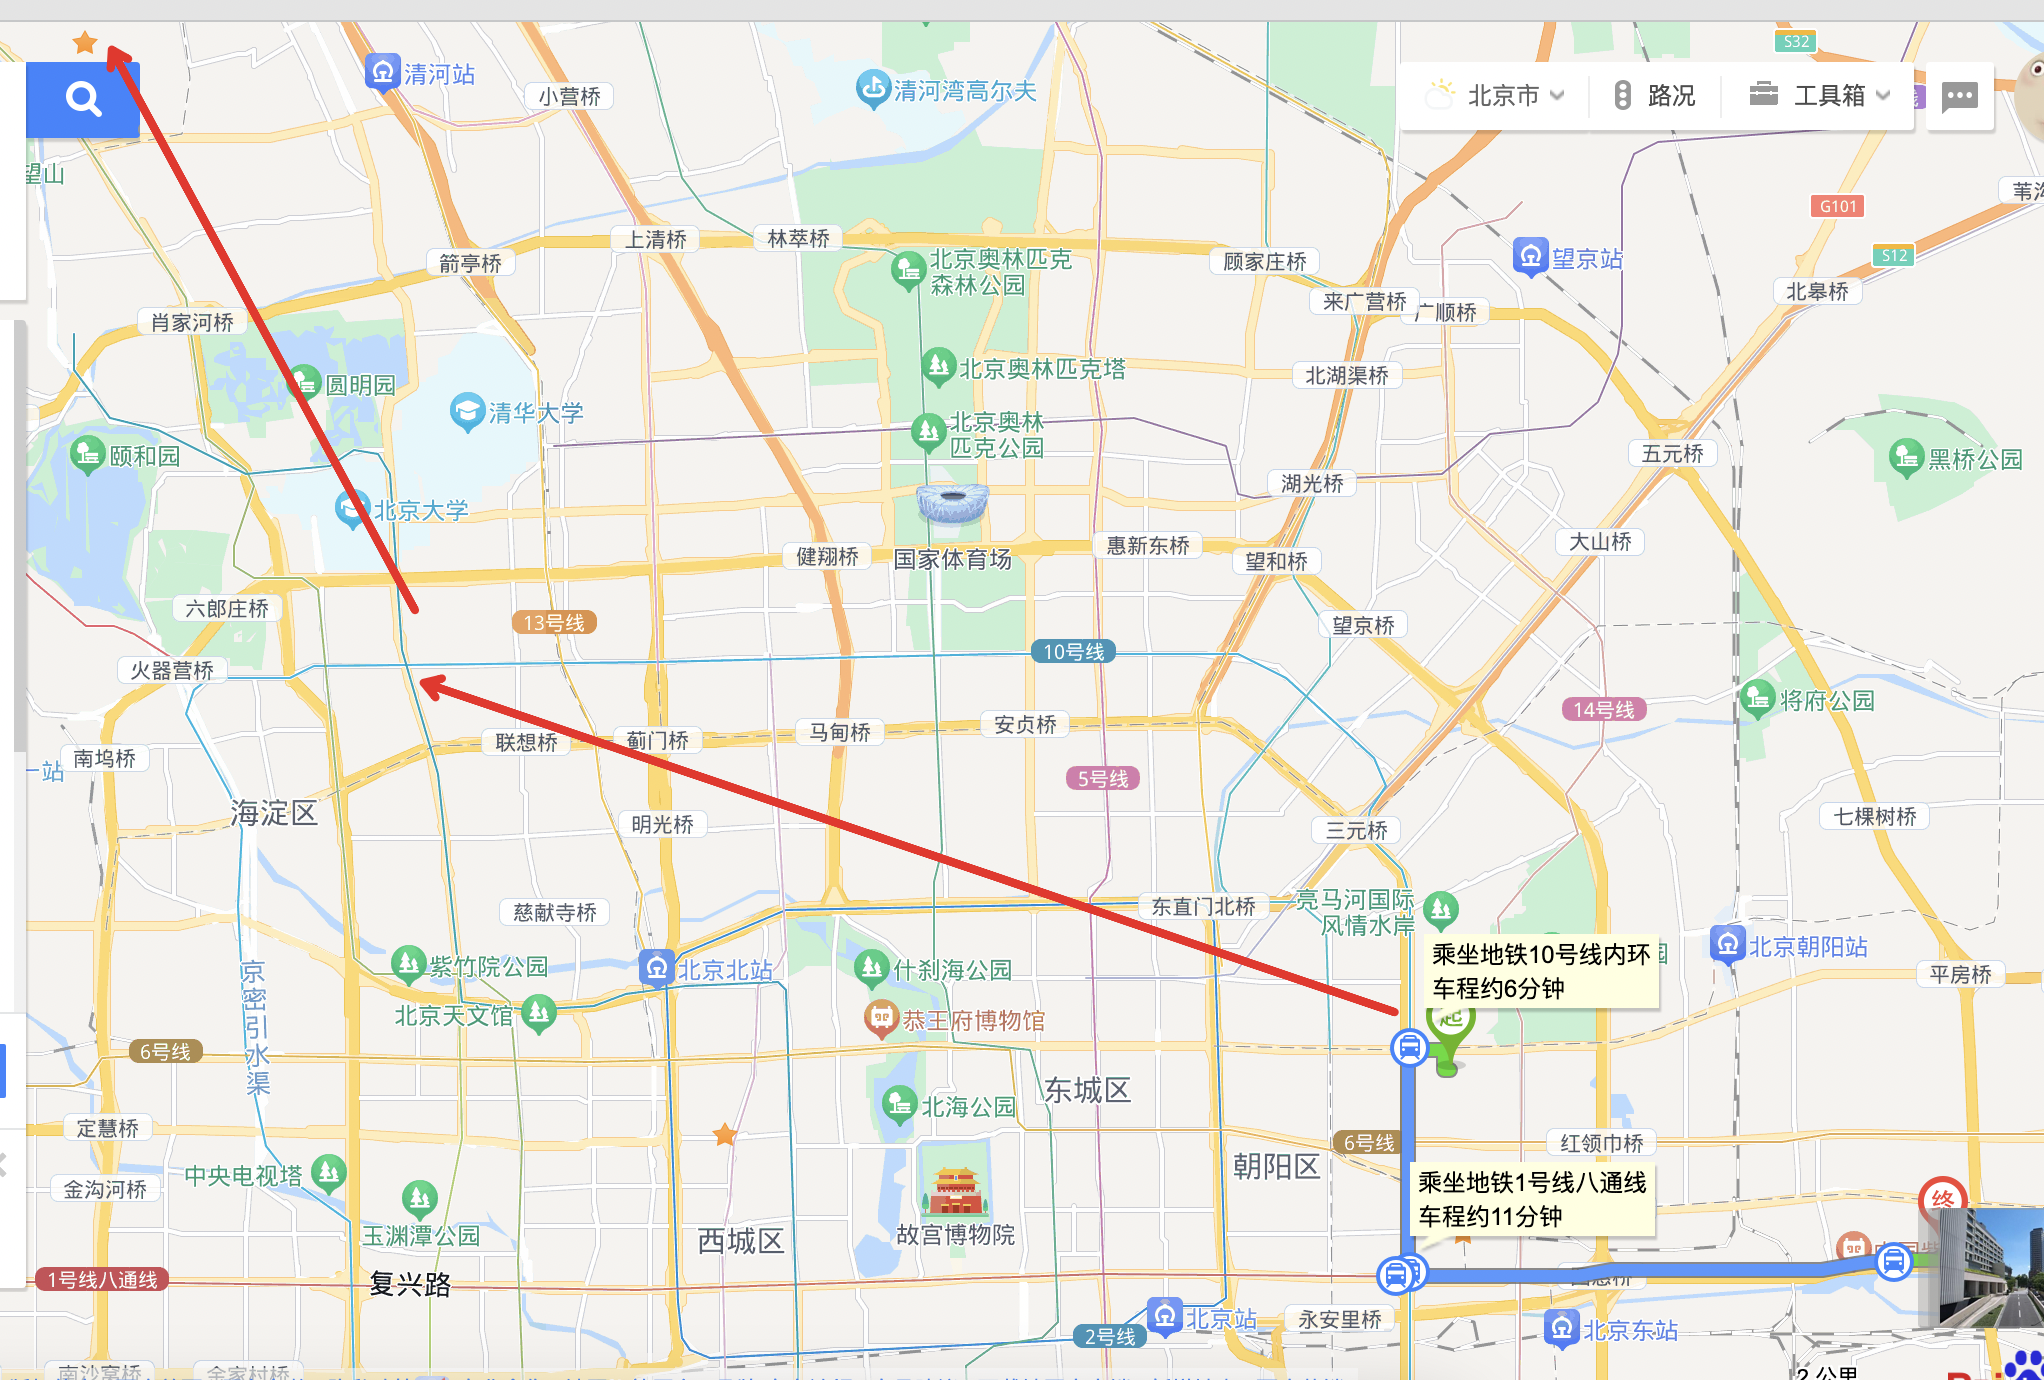 S32
清河站
小营桥
清河湾高尔夫
北京市
路况
工具箱
望山
G101
S12
上清桥
林萃桥
箭亭桥
北京奥林匹克
森林公园
顾家庄桥
望京站
北皋桥
来广营桥
广顺桥
肖家河桥
圆明园
北京奥林匹克塔
北湖渠桥
清华大学
北京奥林
匹克公园
颐和园
五元桥
黑桥公园
湖光桥
北京大学
健翔桥
国家体育场
惠新东桥
望和桥
大山桥
六郎庄桥
13号线
望京桥
10号线
火器营桥
14号线
将府公园
联想桥
蓟门桥
马甸桥
安贞桥
南坞桥
一站
5号线
海淀区
明光桥
三元桥
七棵树桥
慈献寺桥
东直门北桥
亮马河国际
风情水岸
紫竹院公园
北京北站
什刹海公园
乘坐地铁10号线内环
车程约6分钟
园
北京朝阳站
平房桥
京密引水渠
北京天文馆
恭王府博物馆
起
6号线
东城区
北海公园
定慧桥
6号线
红领巾桥
中央电视塔
金沟河桥
朝阳区
乘坐地铁1号线八通线
车程约11分钟
终
玉渊潭公园
西城区
故宫博物院
1号线八通线
复兴路
2号线
北京站
永安里桥
北京东站
2公里